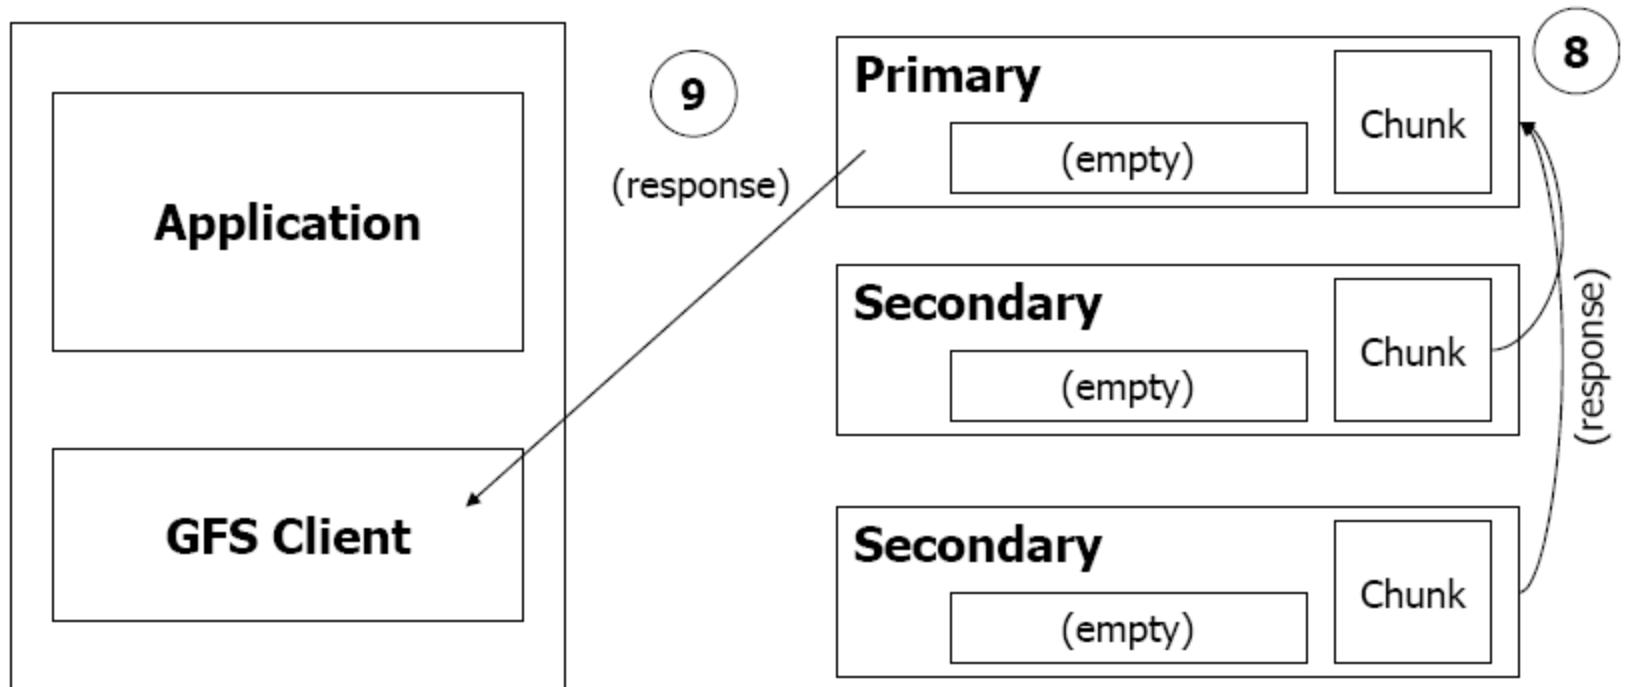 Application
GFS Client
9
(response)
Primary
(empty)
Chunk
8
Secondary
(empty)
Chunk
(response)
Secondary
(empty)
Chunk